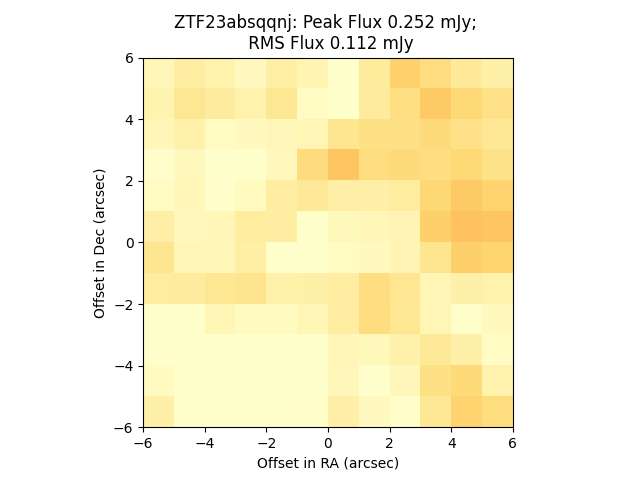 ZTF23absqqnj: Peak Flux 0.252 mJy;
RMS Flux 0.112 mJy
6
4
2
0
−2
−4
−6
Offset in Dec (arcsec)
−6 −4 −2 0 2 4 6
Offset in RA (arcsec)